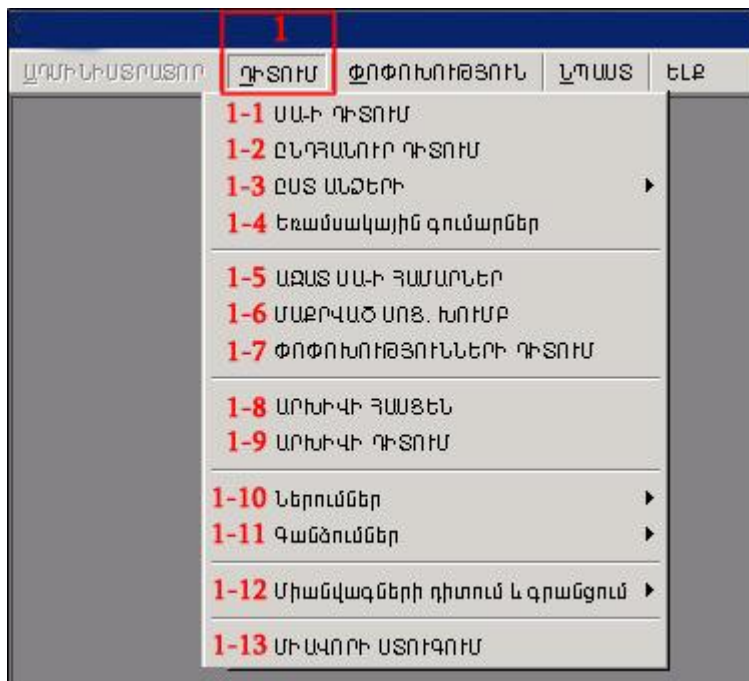 1
ԱԴՄԻՆԻՍՏՐԱՏՈՐ ԴԻՏՈՒՄ ՓՈՓՈԽՈՒԹՅՈՒՆ ՆՊԱՍՏ ԵԼՔ
1-1 ՍԱ-Ի ԴԻՏՈՒՄ
1-2 ԸՆԴՀԱՆՈՒՐ ԴԻՏՈՒՄ
1-3 ԸՍՏ ԱՆՁԵՐԻ
1-4 Եռամսակային գումարներ
1-5 ԱԶԱՏ ՍԱ-Ի ՀԱՄԱՐՆԵՐ
1-6 ՄԱՔՐՎԱԾ ՍՈՑ. ԽՈՒՄԲ
1-7 ՓՈՓՈԽՈՒԹՅՈՒՆՆԵՐԻ ԴԻՏՈՒՄ
1-8 ԱՐԽԻՎԻ ՀԱՍՑԵՆ
1-9 ԱՐԽԻՎԻ ԴԻՏՈՒՄ
1-10 Ներումներ
1-11 Գանձումներ
1-12 Միանվագների դիտում և գրանցում
1-13 ՄԻԱՎՈՐԻ ՍՏՈՒԳՈՒՄ